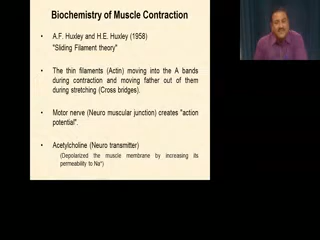 Biochemistry of Muscle Contraction
• A.F. Huxley and H.E. Huxley (1958)
"Sliding Filament theory"
• The thin filaments (Actin) moving into the A bands
during contraction and moving father out of them
during stretching (Cross bridges).
• Motor nerve (Neuro muscular junction) creates "action
potential".
• Acetylcholine (Neuro transmitter)
(Depolarized the muscle membrane by increasing its
permeability to Na⁺)